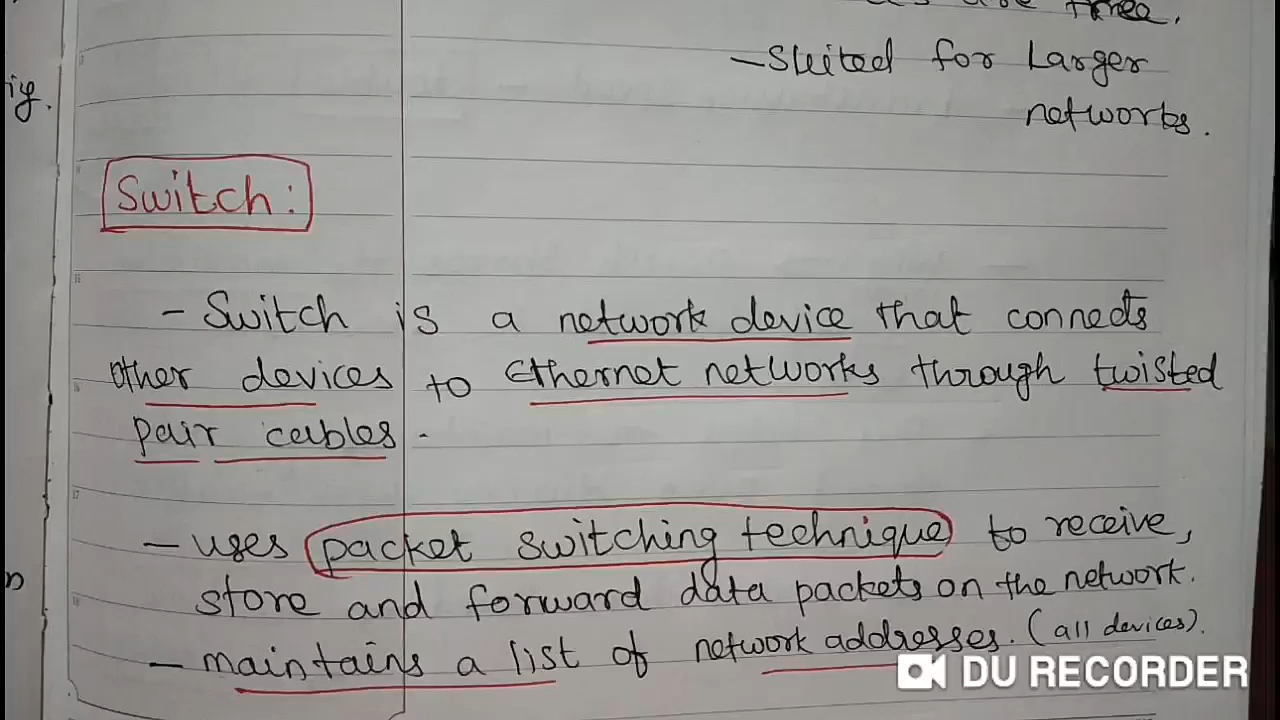 three.
- Suited for Larger
networks.
iy.
Switch:
- Switch is a network device that connects
other devices to Ethernet networks through twisted
pair cables.
- uses packet switching technique to receive,
store and forward data packets on the network.
- maintains a list of network addresses. (all devices).
DU RECORDER